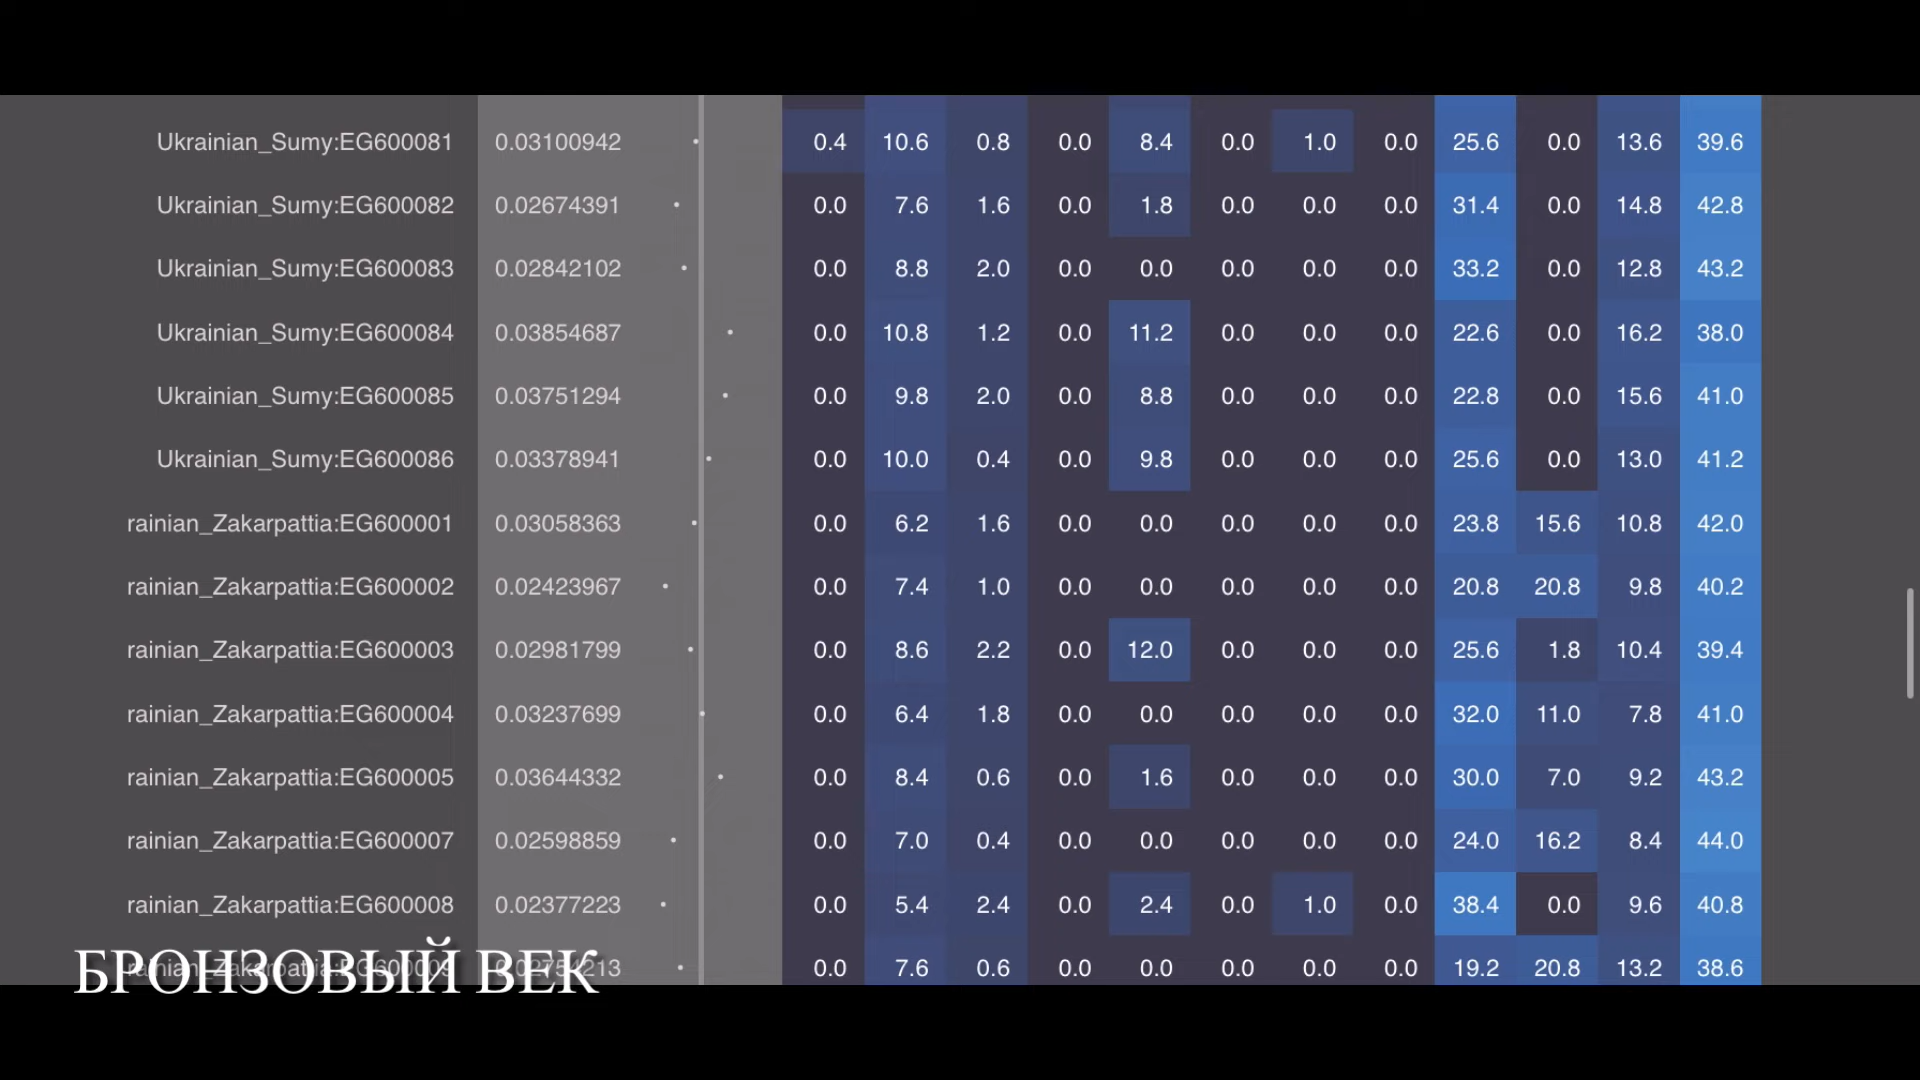 Ukrainian_Sumy:EG600081 0.03100942 0.4 10.6 0.8 0.0 8.4 0.0 1.0 0.0 25.6 0.0 13.6 39.6
Ukrainian_Sumy:EG600082 0.02674391 0.0 7.6 1.6 0.0 1.8 0.0 0.0 0.0 31.4 0.0 14.8 42.8
Ukrainian_Sumy:EG600083 0.02842102 0.0 8.8 2.0 0.0 0.0 0.0 0.0 0.0 33.2 0.0 12.8 43.2
Ukrainian_Sumy:EG600084 0.03854687 0.0 10.8 1.2 0.0 11.2 0.0 0.0 0.0 22.6 0.0 16.2 38.0
Ukrainian_Sumy:EG600085 0.03751294 0.0 9.8 2.0 0.0 8.8 0.0 0.0 0.0 22.8 0.0 15.6 41.0
Ukrainian_Sumy:EG600086 0.03378941 0.0 10.0 0.4 0.0 9.8 0.0 0.0 0.0 25.6 0.0 13.0 41.2
rainian_Zakarpattia:EG600001 0.03058363 0.0 6.2 1.6 0.0 0.0 0.0 0.0 0.0 23.8 15.6 10.8 42.0
rainian_Zakarpattia:EG600002 0.02423967 0.0 7.4 1.0 0.0 0.0 0.0 0.0 0.0 20.8 20.8 9.8 40.2
rainian_Zakarpattia:EG600003 0.02981799 0.0 8.6 2.2 0.0 12.0 0.0 0.0 0.0 25.6 1.8 10.4 39.4
rainian_Zakarpattia:EG600004 0.03237699 0.0 6.4 1.8 0.0 0.0 0.0 0.0 0.0 32.0 11.0 7.8 41.0
rainian_Zakarpattia:EG600005 0.03644332 0.0 8.4 0.6 0.0 1.6 0.0 0.0 0.0 30.0 7.0 9.2 43.2
rainian_Zakarpattia:EG600007 0.02598859 0.0 7.0 0.4 0.0 0.0 0.0 0.0 0.0 24.0 16.2 8.4 44.0
rainian_Zakarpattia:EG600008 0.02377223 0.0 5.4 2.4 0.0 2.4 0.0 1.0 0.0 38.4 0.0 9.6 40.8
0.0 7.6 0.6 0.0 0.0 0.0 0.0 0.0 19.2 20.8 13.2 38.6
БРОНЗОВЫЙ ВЕК